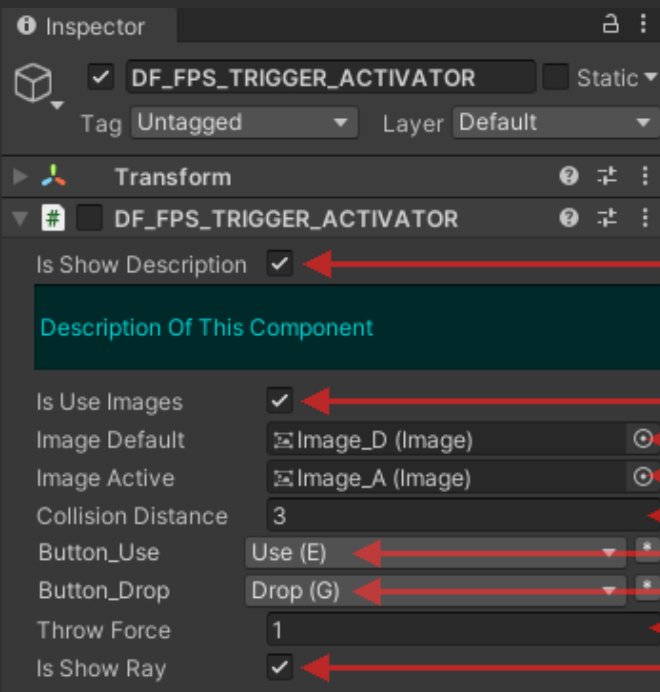 Inspector
DF_FPS_TRIGGER_ACTIVATOR Static
Tag Untagged Layer Default
Transform
# DF_FPS_TRIGGER_ACTIVATOR
Is Show Description
Description Of This Component
Is Use Images
Image Default Image_D (Image)
Image Active Image_A (Image)
Collision Distance 3
Button_Use Use (E) *
Button_Drop Drop (G) *
Throw Force 1
Is Show Ray